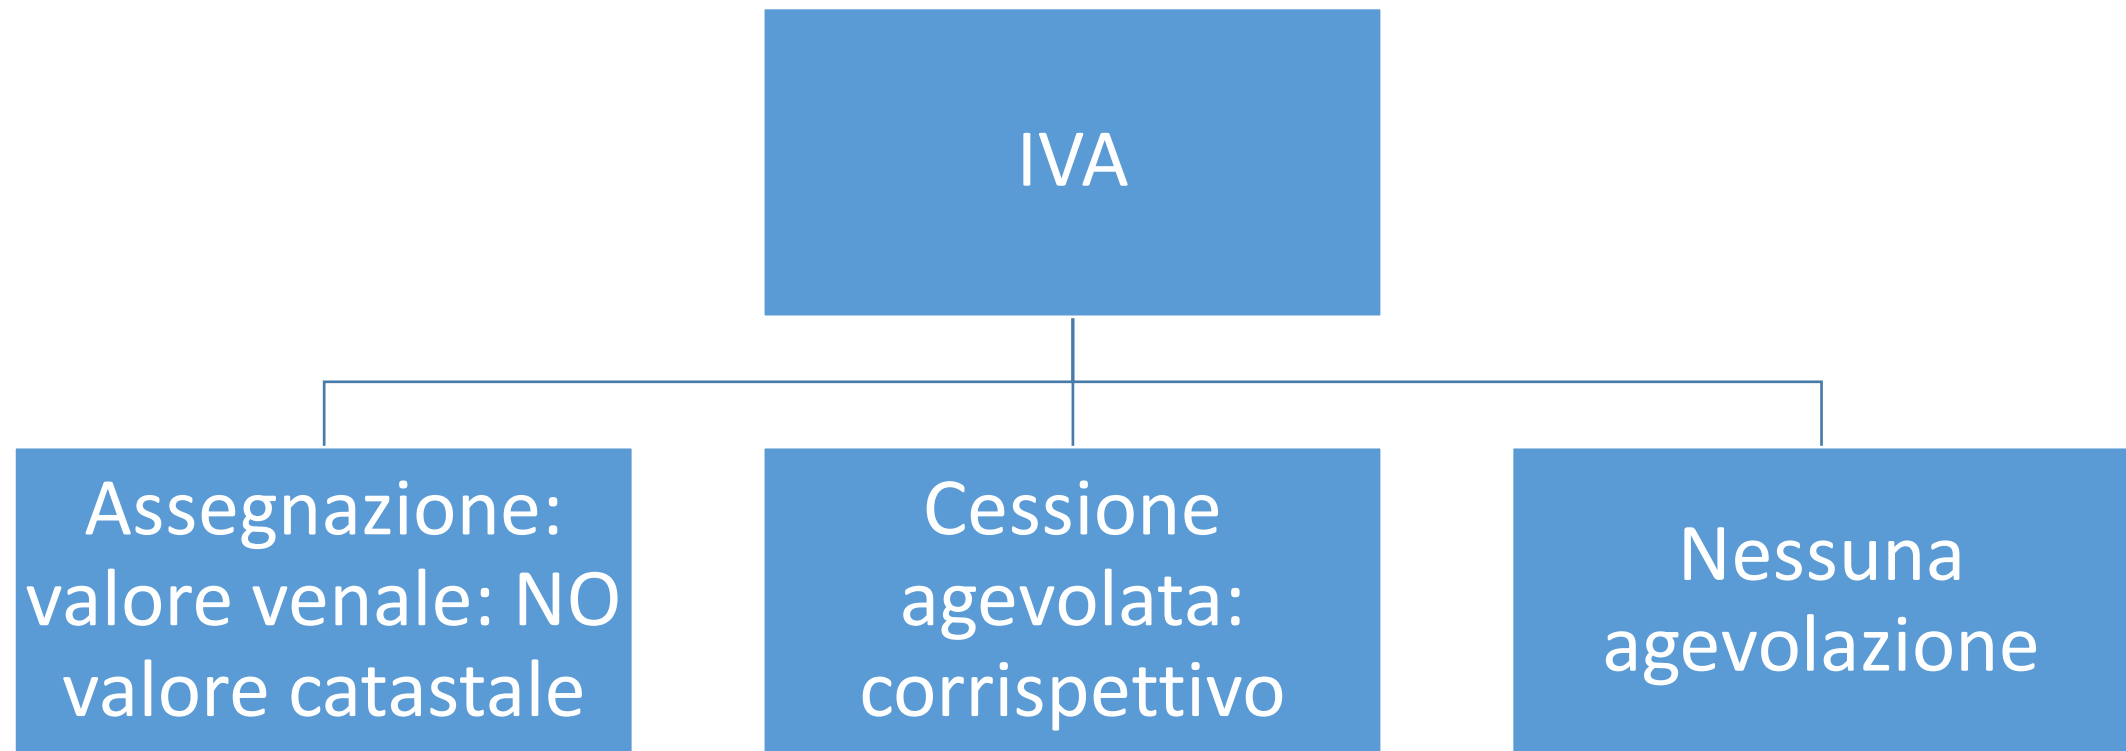 IVA
Assegnazione:
valore venale: NO
valore catastale
Cessione
agevolata:
corrispettivo
Nessuna
agevolazione